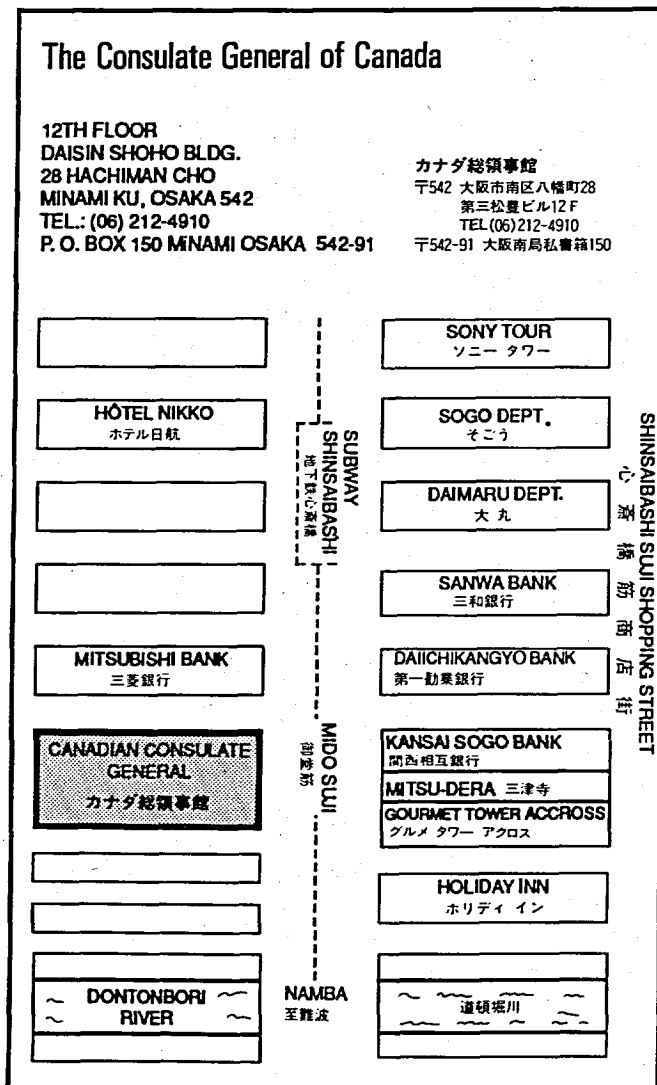 The Consulate General of Canada
12TH FLOOR
DAISIN SHOHO BLDG.
28 HACHIMAN CHO
MINAMI KU, OSAKA 542
TEL.: (06) 212-4910
P. O. BOX 150 MINAMI OSAKA 542-91
カナダ総領事館
〒542 大阪市南区八幡町28
第三松豊ビル12F
TEL(06)212-4910
〒542-91 大阪南局私書箱150
SONY TOUR
ソニー タワー
HÔTEL NIKKO
ホテル日航
SUBWAY
SHINSAIBASHI
地下鉄心斎橋
SOGO DEPT.
そごう
DAIMARU DEPT.
大丸
SANWA BANK
三和銀行
MITSUBISHI BANK
三菱銀行
DAIICHIKANGYO BANK
第一勧業銀行
SHINSAIBASHI SUJI SHOPPING STREET
心斎橋筋商店街
CANADIAN CONSULATE
GENERAL
カナダ総領事館
MIDO SUJI
御堂筋
KANSAI SOGO BANK
関西相互銀行
MITSU-DERA 三津寺
GOURMET TOWER ACCROSS
グルメ タワー アクロス
HOLIDAY INN
ホリディ イン
DONTONBORI
RIVER
NAMBA
至難波
道頓堀川